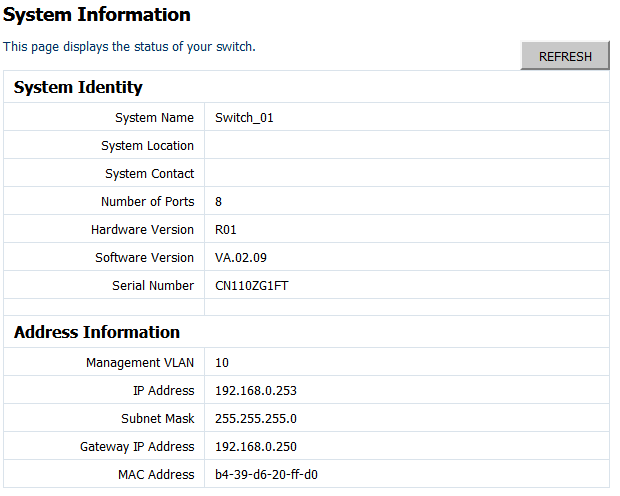 System Information
This page displays the status of your switch.
REFRESH
System Identity
System Name Switch_01
System Location
System Contact
Number of Ports 8
Hardware Version R01
Software Version VA.02.09
Serial Number CN110ZG1FT
Address Information
Management VLAN 10
IP Address 192.168.0.253
Subnet Mask 255.255.255.0
Gateway IP Address 192.168.0.250
MAC Address b4-39-d6-20-ff-d0